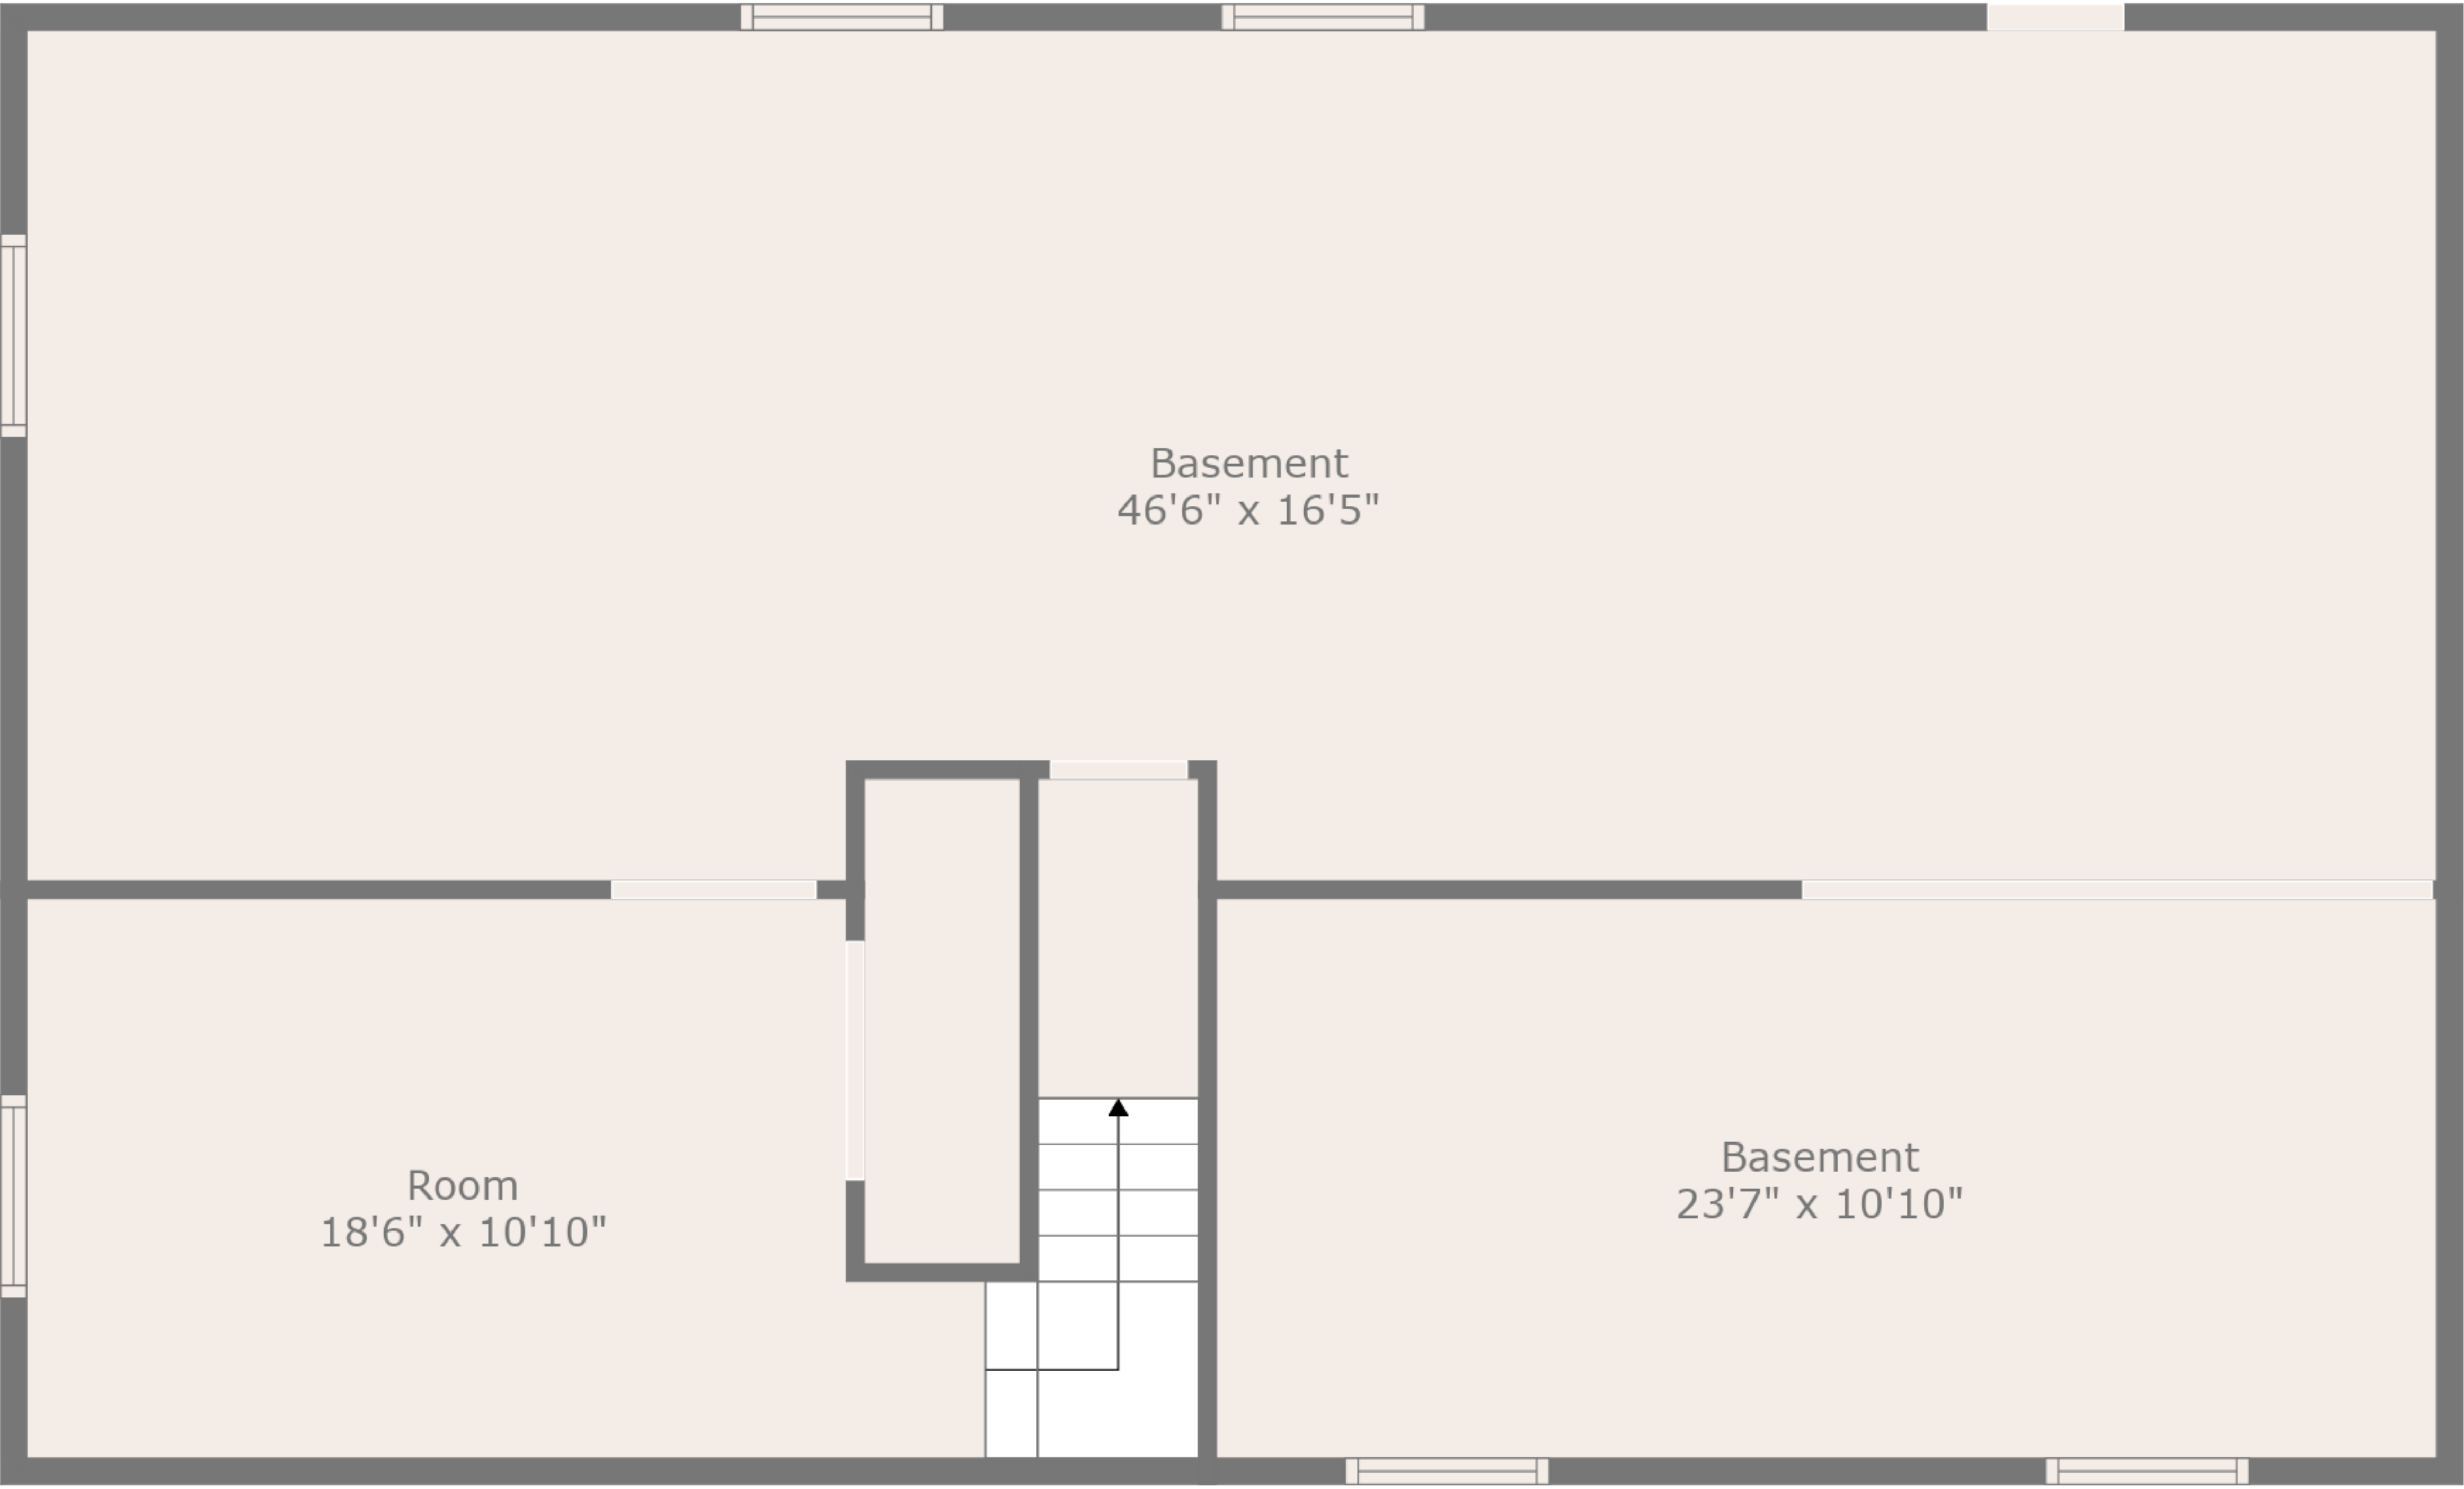 Basement
46'6" x 16'5"
Room
18'6" x 10'10"
Basement
23'7" x 10'10"